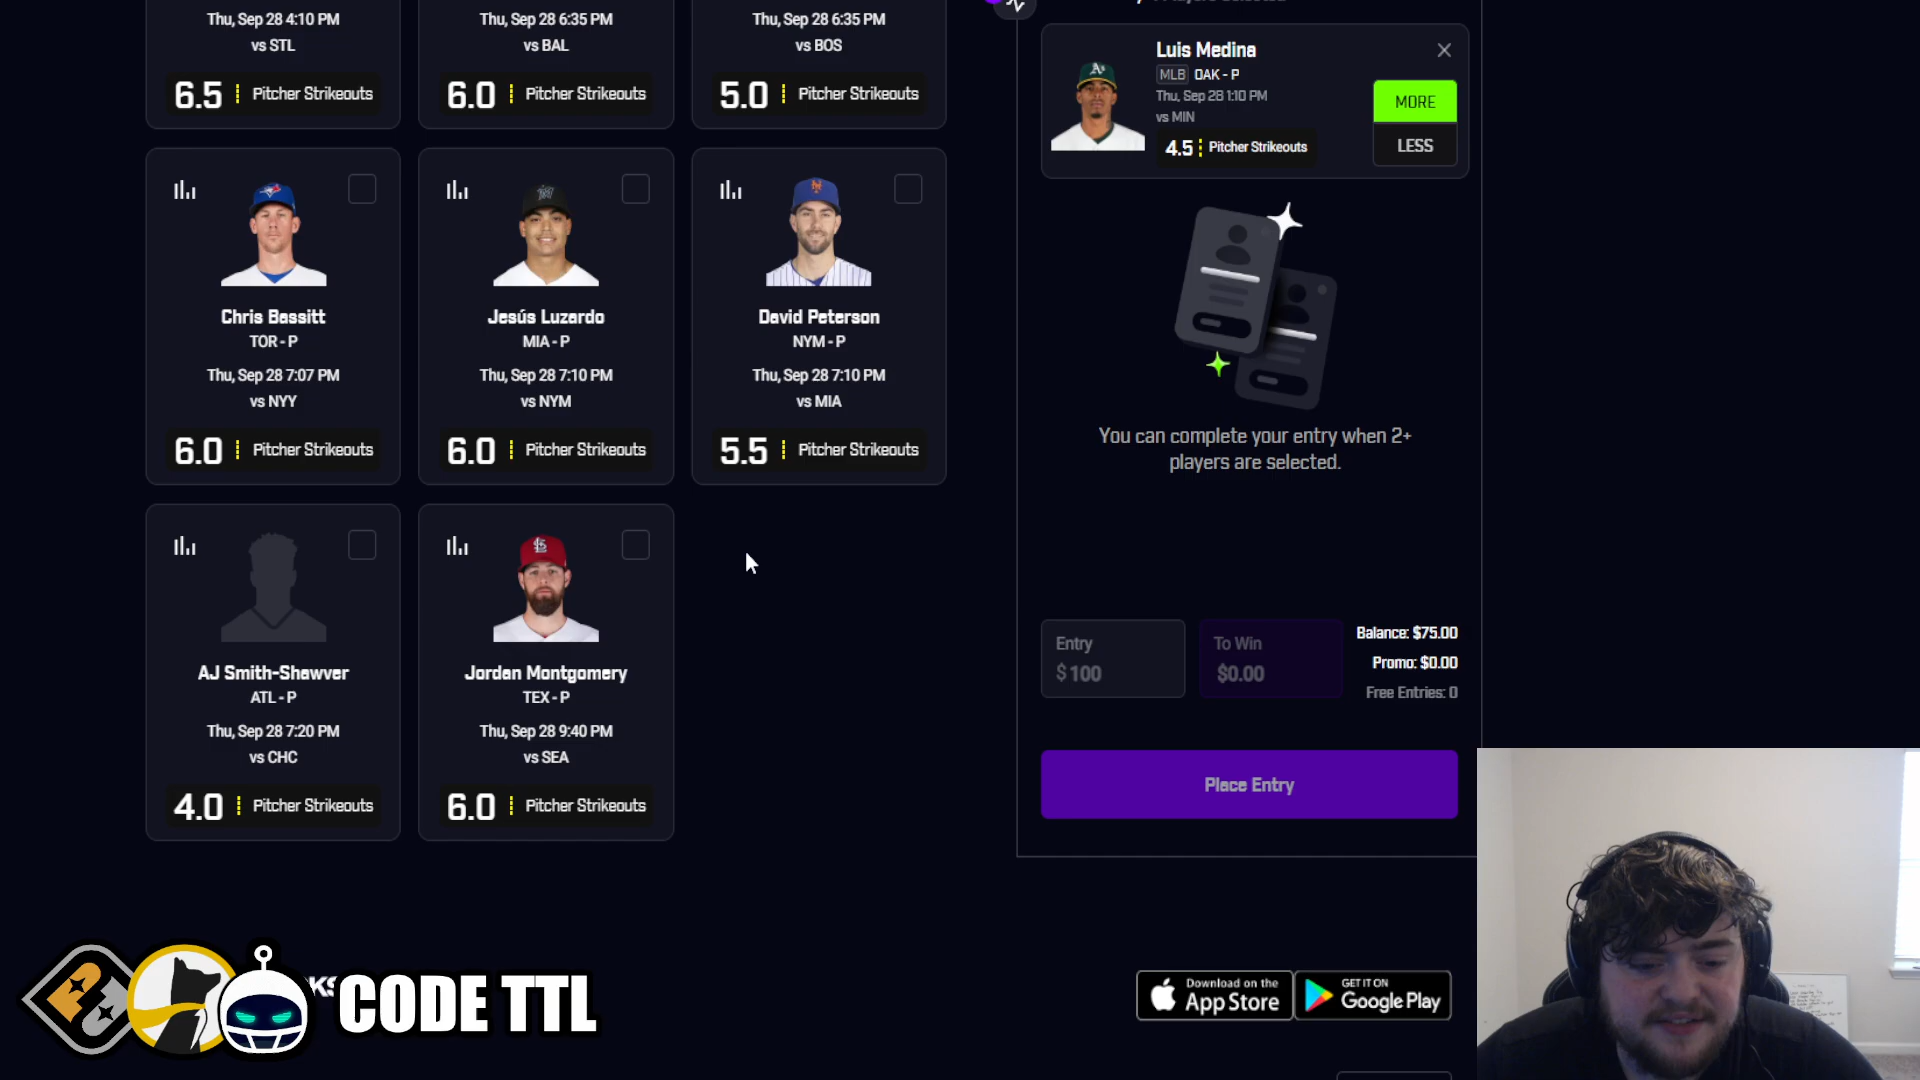 Thu, Sep 28 4:10 PM
vs STL
6.5 Pitcher Strikeouts
Thu, Sep 28 6:35 PM
vs BAL
6.0 Pitcher Strikeouts
Thu, Sep 28 6:35 PM
vs BOS
5.0 Pitcher Strikeouts
Chris Bassitt
TOR - P
Thu, Sep 28 7:07 PM
vs NYY
6.0 Pitcher Strikeouts
Jesús Luzardo
MIA - P
Thu, Sep 28 7:10 PM
vs NYM
6.0 Pitcher Strikeouts
David Peterson
NYM - P
Thu, Sep 28 7:10 PM
vs MIA
5.5 Pitcher Strikeouts
AJ Smith-Shawver
ATL - P
Thu, Sep 28 7:20 PM
vs CHC
4.0 Pitcher Strikeouts
Jordan Montgomery
TEX - P
Thu, Sep 28 9:40 PM
vs SEA
6.0 Pitcher Strikeouts
Luis Medina
MLB OAK - P
Thu, Sep 28 1:10 PM
vs MIN
4.5 Pitcher Strikeouts
MORE
LESS
You can complete your entry when 2+
players are selected.
Entry
$ 100
To Win
$0.00
Balance: $75.00
Promo: $0.00
Free Entries: 0
Place Entry
CODE TTL
Download on the
App Store
GET IT ON
Google Play